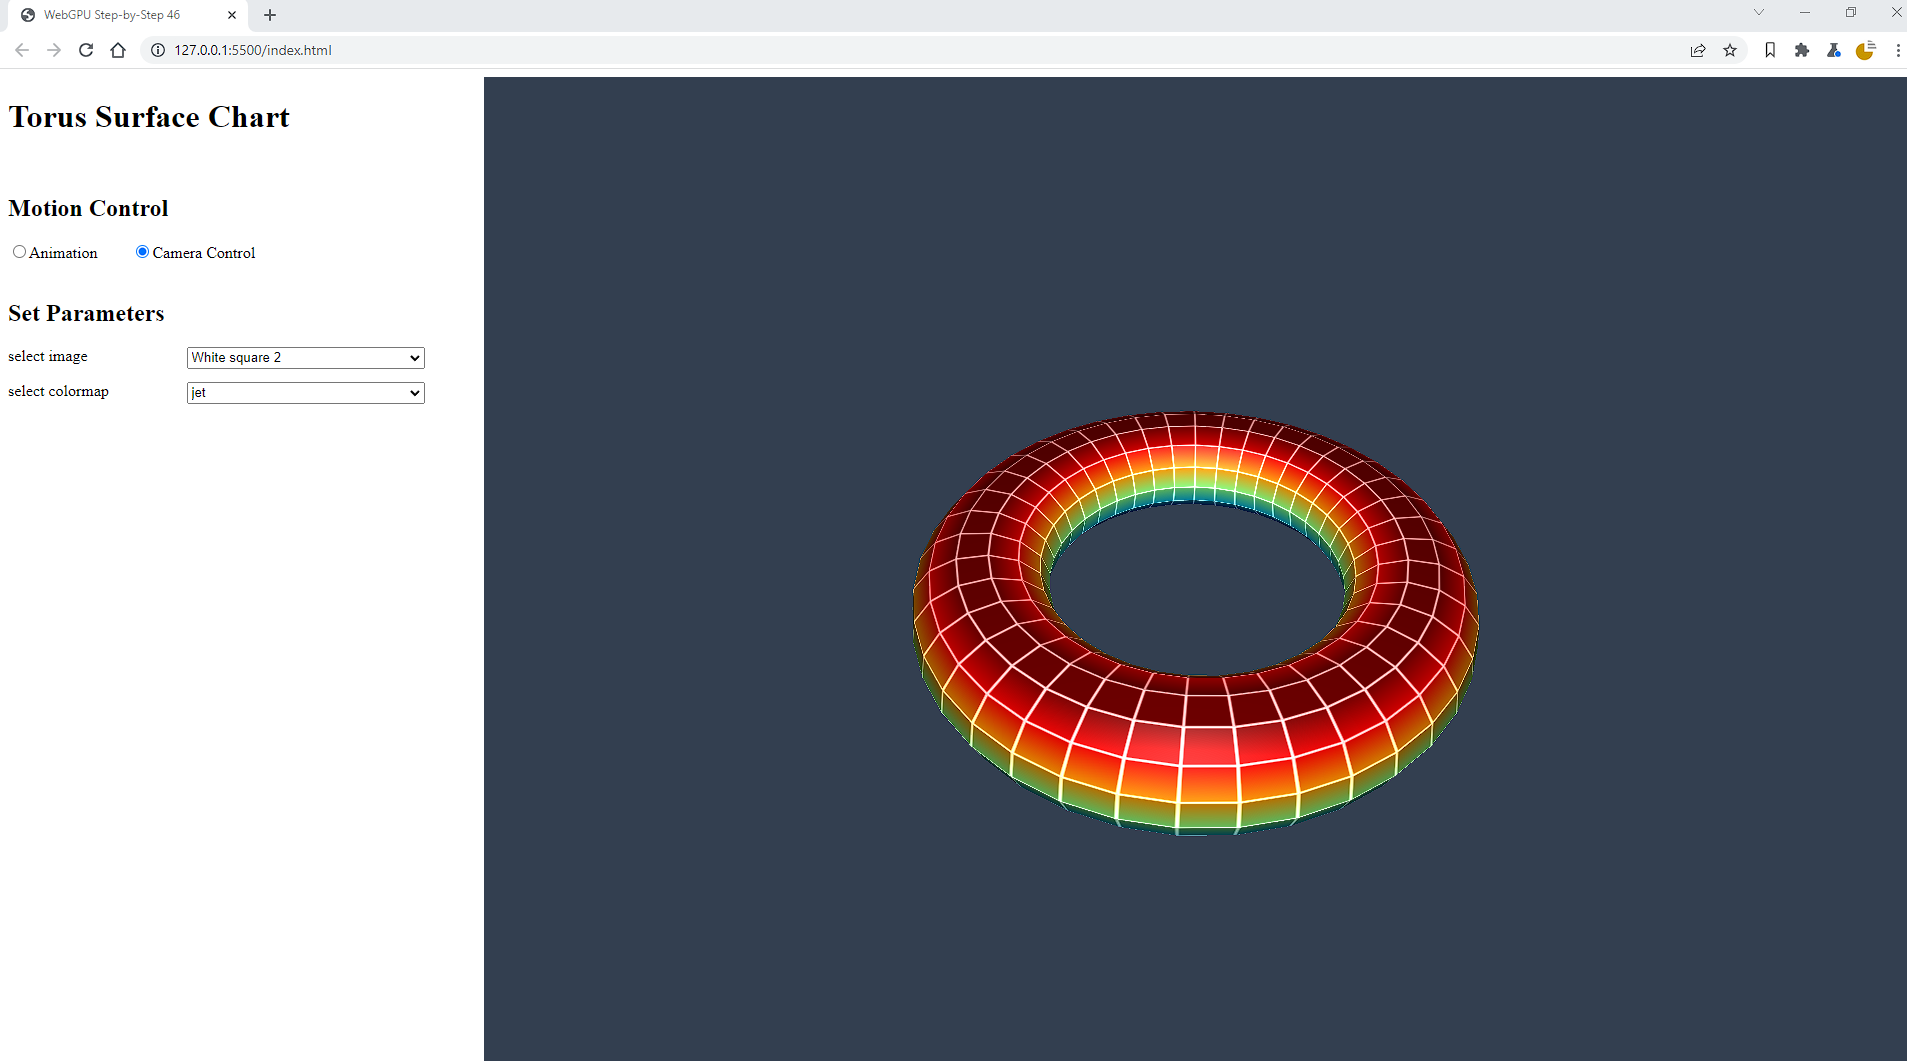 WebGPU Step-by-Step 46
127.0.0.1:5500/index.html
Torus Surface Chart
Motion Control
Animation Camera Control
Set Parameters
select image White square 2
select colormap jet